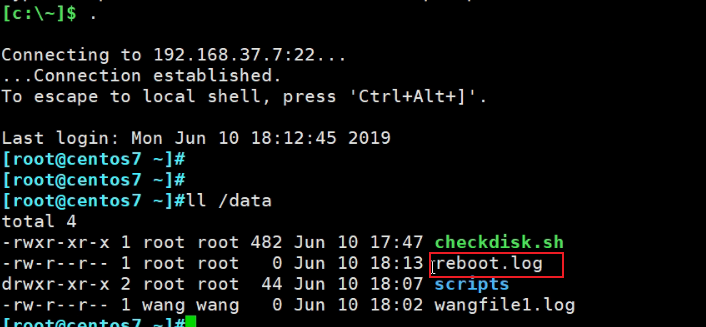 [c:\~]$ .
Connecting to 192.168.37.7:22...
...Connection established.
To escape to local shell, press 'Ctrl+Alt+]'.
Last login: Mon Jun 10 18:12:45 2019
[root@centos7 ~]#
[root@centos7 ~]#
[root@centos7 ~]#ll /data
total 4
-rwxr-xr-x 1 root root 482 Jun 10 17:47 checkdisk.sh
-rw-r--r-- 1 root root   0 Jun 10 18:13 reboot.log
drwxr-xr-x 2 root root  44 Jun 10 18:07 scripts
-rw-r--r-- 1 wang wang   0 Jun 10 18:02 wangfile1.log
[root@centos7 ~]#